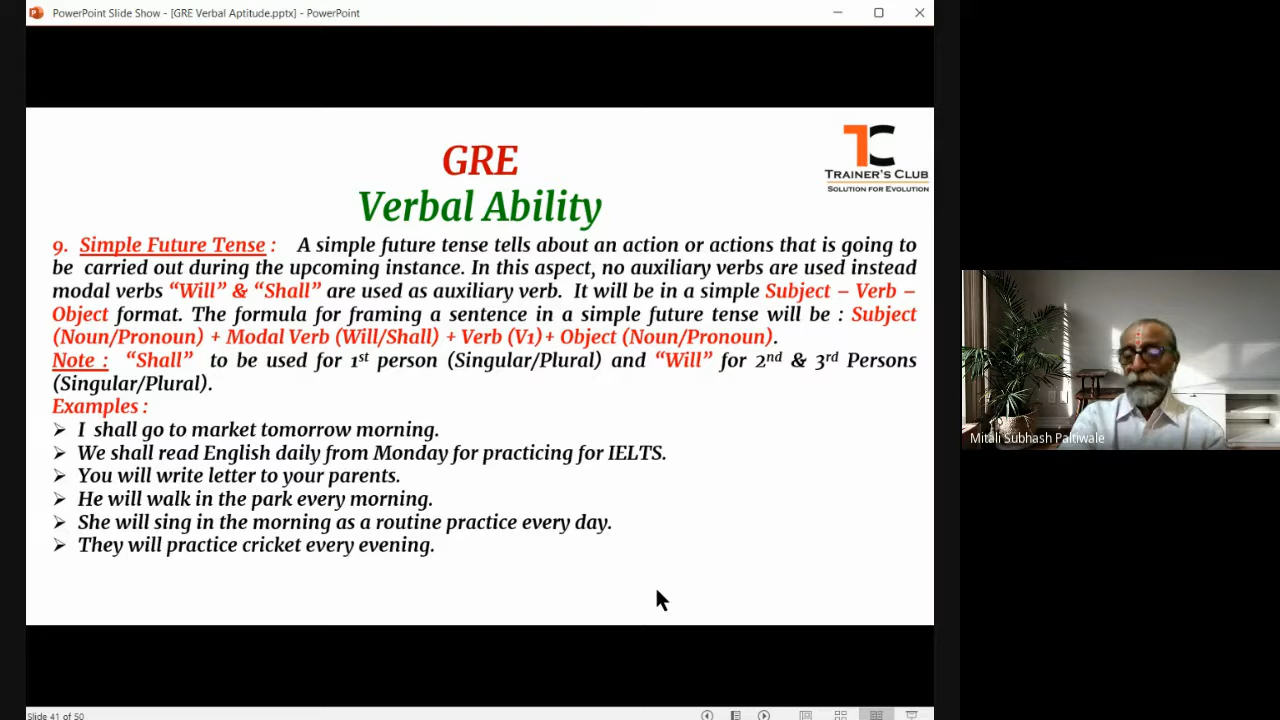 PowerPoint Slide Show - [GRE Verbal Aptitude.pptx] - PowerPoint
GRE
Verbal Ability
TC
TRAINER'S CLUB
SOLUTION FOR EVOLUTION
9. Simple Future Tense : A simple future tense tells about an action or actions that is going to
be carried out during the upcoming instance. In this aspect, no auxiliary verbs are used instead
modal verbs “Will” & “Shall” are used as auxiliary verb. It will be in a simple Subject – Verb –
Object format. The formula for framing a sentence in a simple future tense will be : Subject
(Noun/Pronoun) + Modal Verb (Will/Shall) + Verb (V1)+ Object (Noun/Pronoun).
Note : “Shall” to be used for 1st person (Singular/Plural) and “Will” for 2nd & 3rd Persons
(Singular/Plural).
Examples :
➢ I shall go to market tomorrow morning.
➢ We shall read English daily from Monday for practicing for IELTS.
➢ You will write letter to your parents.
➢ He will walk in the park every morning.
➢ She will sing in the morning as a routine practice every day.
➢ They will practice cricket every evening.
Mitali Subhash Paltiwale
Slide 41 of 50